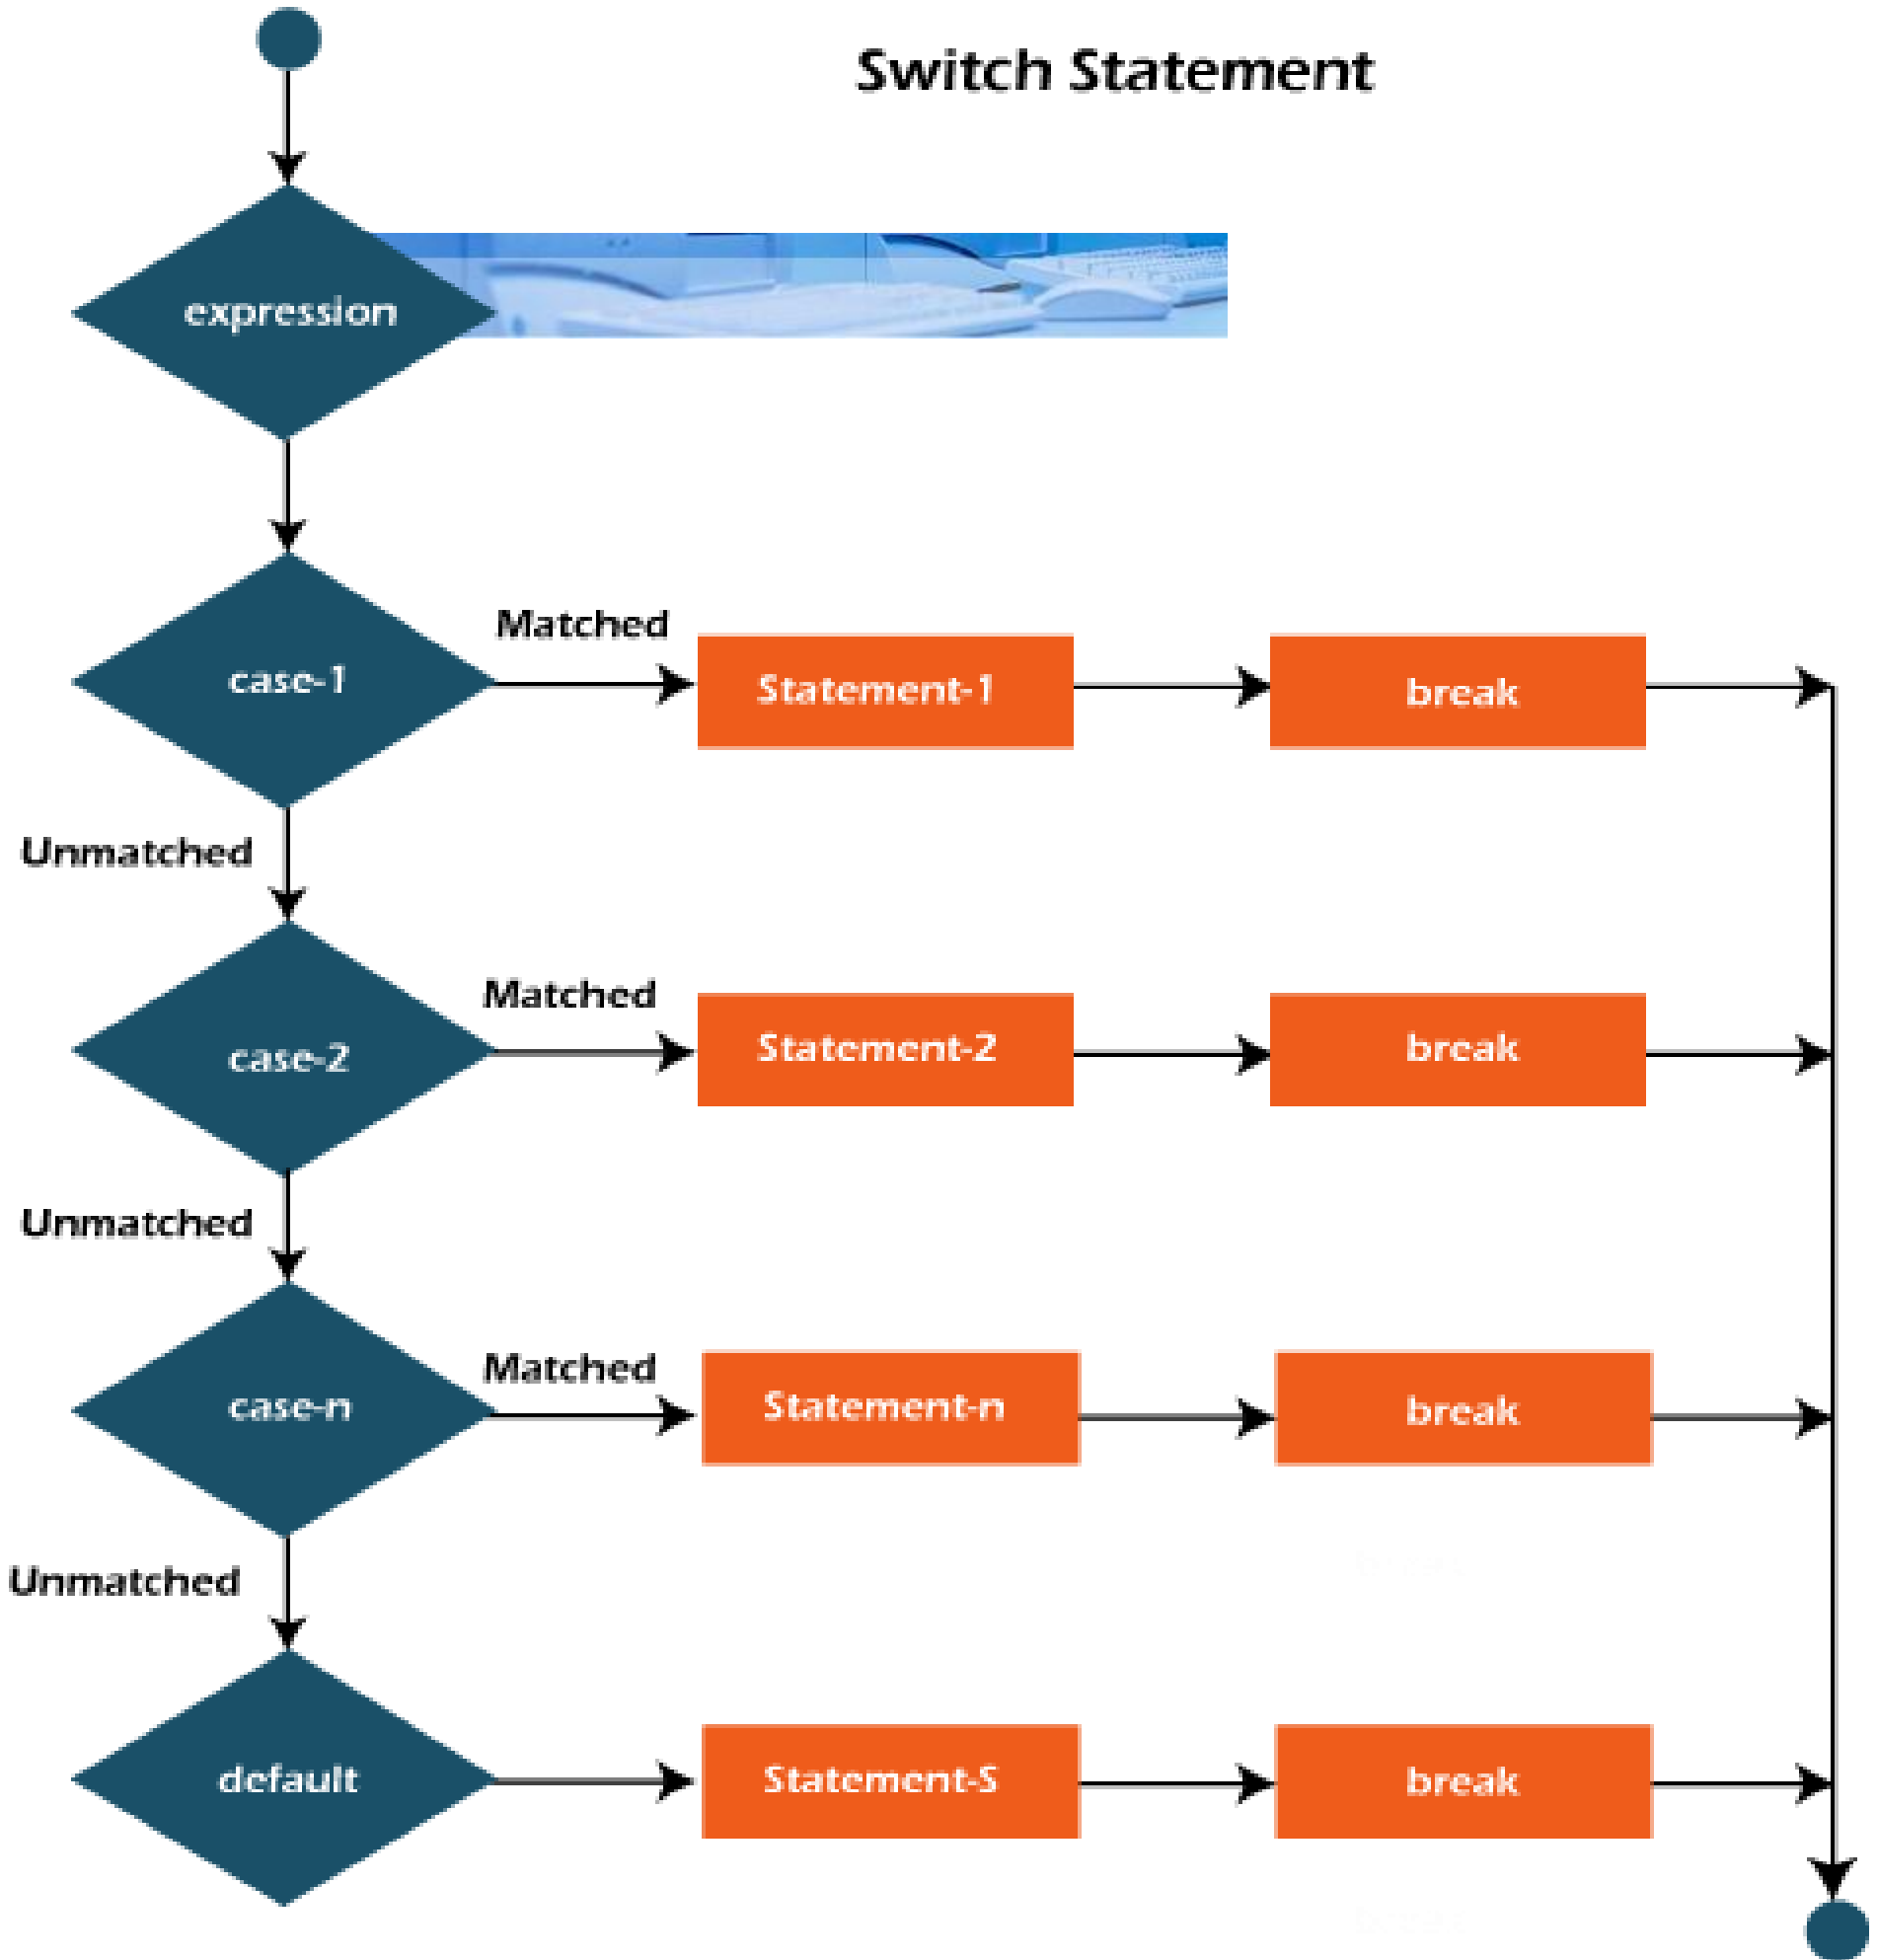 Switch Statement
expression
Matched
case-1
Statement-1
break
Unmatched
Matched
case-2
Statement-2
break
Unmatched
Matched
case-n
Statement-n
break
Unmatched
default
Statement-S
break